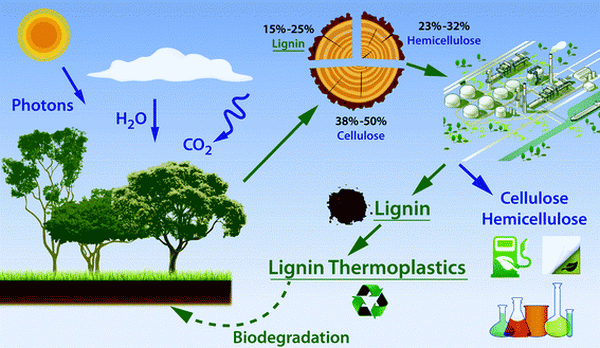 15%-25%
Lignin
23%-32%
Hemicellulose
Photons
H2O
CO2
38%-50%
Cellulose
Lignin
Cellulose
Hemicellulose
Lignin Thermoplastics
Biodegradation